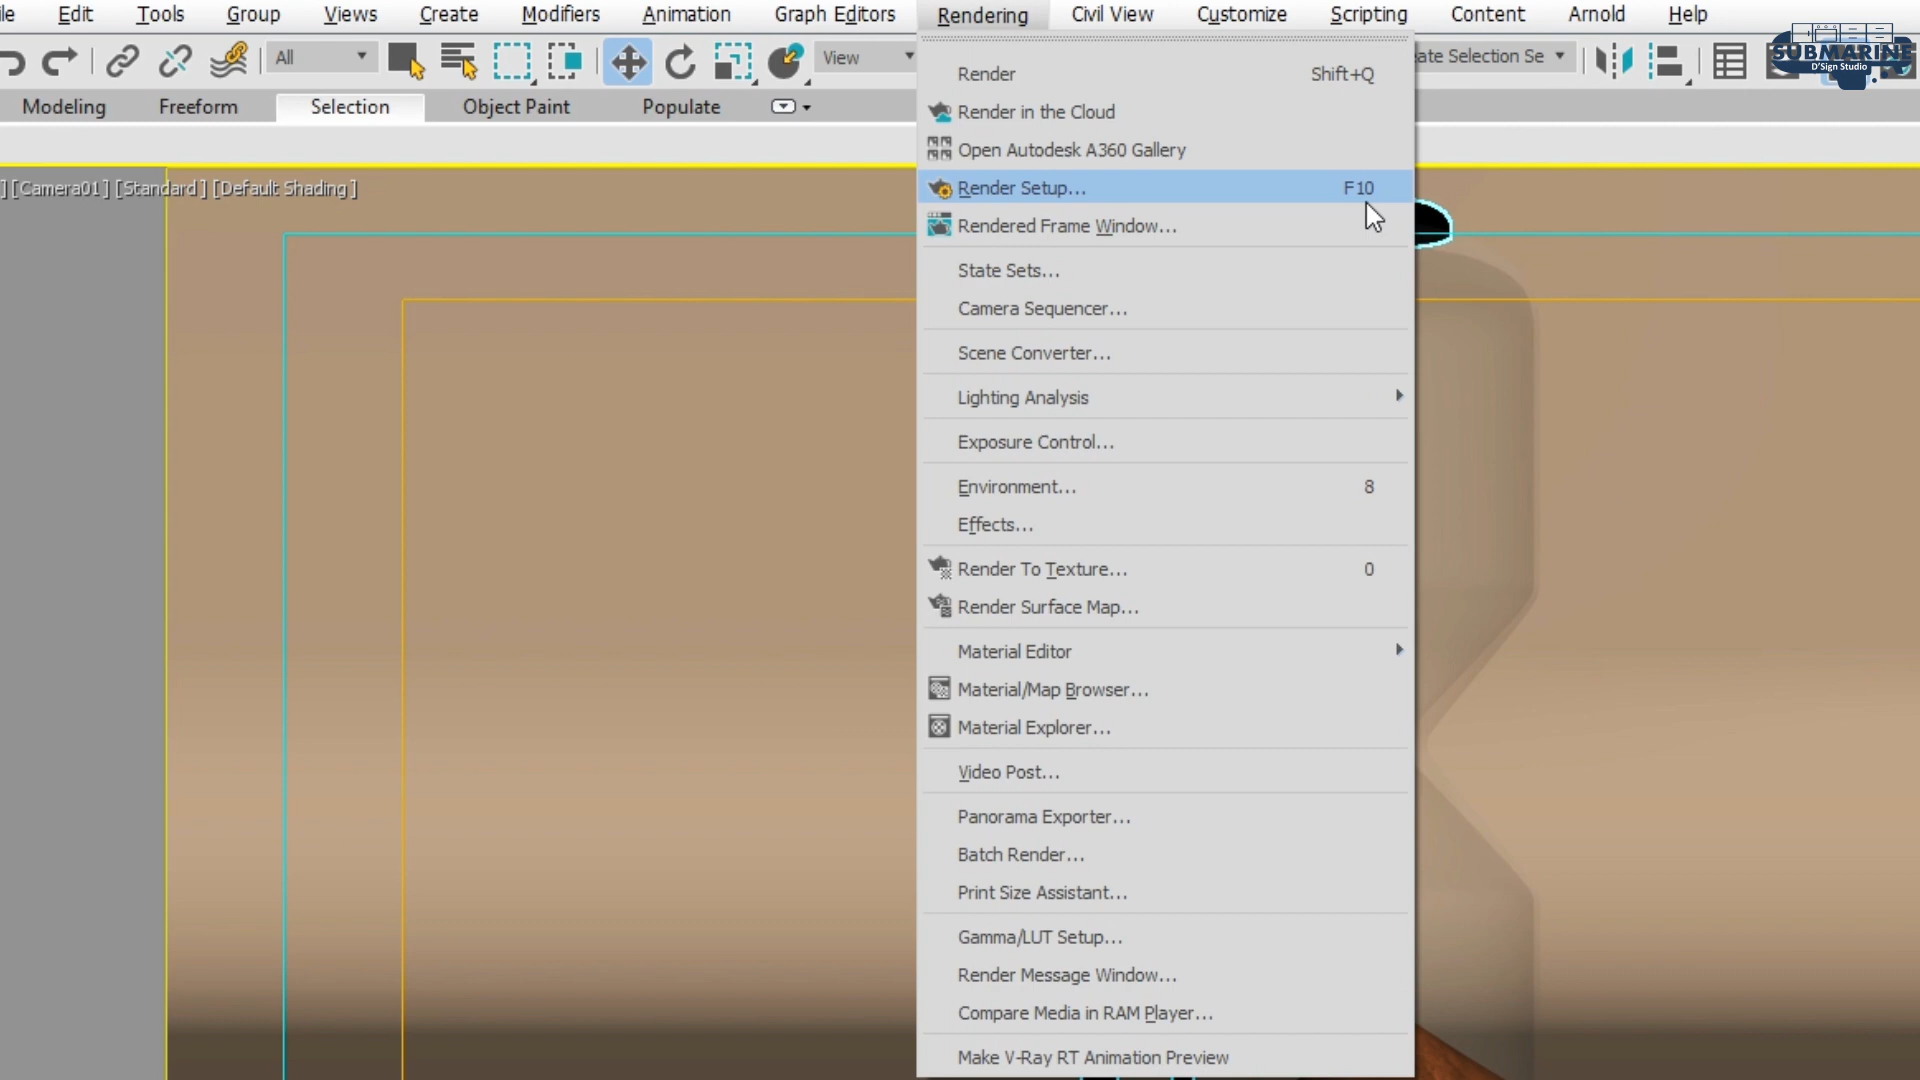 le Edit Tools Group Views Create Modifiers Animation Graph Editors Rendering Civil View Customize Scripting Content Arnold Help
All View ate Selection Se
SUBMARINE
D'Sign Studio
Modeling Freeform Selection Object Paint Populate
] [Camera01] [Standard] [Default Shading]
Render Shift+Q
Render in the Cloud
Open Autodesk A360 Gallery
Render Setup... F10
Rendered Frame Window...
State Sets...
Camera Sequencer...
Scene Converter...
Lighting Analysis
Exposure Control...
Environment... 8
Effects...
Render To Texture... 0
Render Surface Map...
Material Editor
Material/Map Browser...
Material Explorer...
Video Post...
Panorama Exporter...
Batch Render...
Print Size Assistant...
Gamma/LUT Setup...
Render Message Window...
Compare Media in RAM Player...
Make V-Ray RT Animation Preview